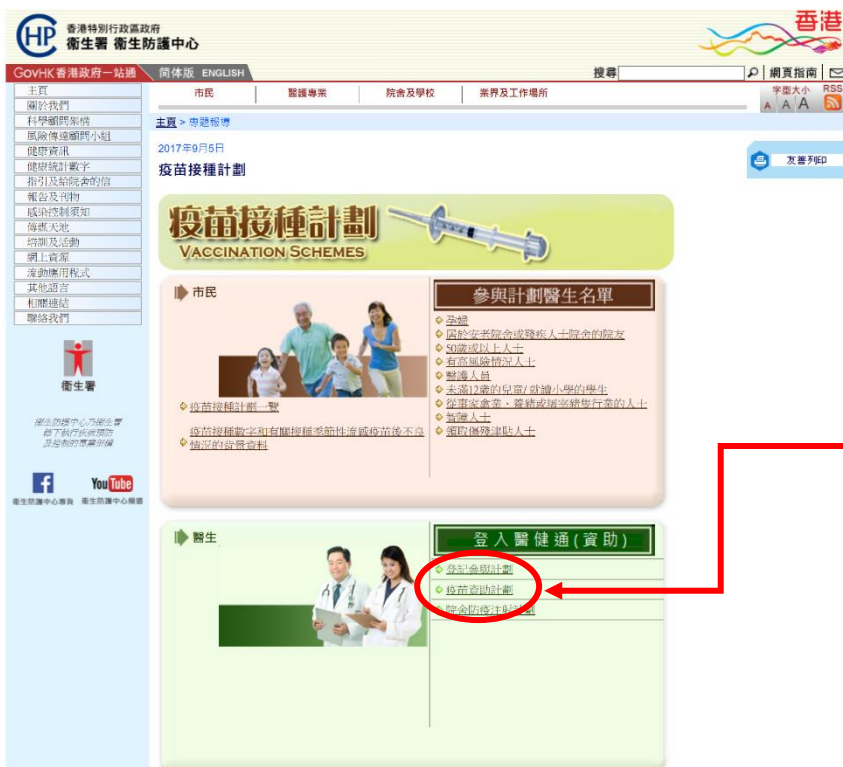 香港特別行政區政府
衞生署 衞生防護中心
CHP
香港
GovHK香港政府一站通
简体版 ENGLISH
搜尋
網頁指南
主頁
關於我們
科學顧問架構
風險傳達顧問小組
健康資訊
健康統計數字
指引及給院舍的信
報告及刊物
感染控制須知
傳媒天地
培訓及活動
網上資源
流動應用程式
其他語言
相關連結
聯絡我們
市民
醫護專業
院舍及學校
業界及工作場所
字型大小
A A A
RSS
主頁 > 專題報導
2017年9月5日
友善列印
疫苗接種計劃
疫苗接種計劃
VACCINATION SCHEMES
市民
疫苗接種計劃一覽
疫苗接種數字和有關接種季節性流感疫苗後不良
情況的背景資料
參與計劃醫生名單
孕婦
居於安老院舍或殘疾人士院舍的院友
50歲或以上人士
有高風險情況人士
醫護人員
未滿12歲的兒童/就讀小學的學生
從事家禽業、養豬或屠宰豬隻行業的人士
智障人士
領取傷殘津貼人士
衞生署
衞生防護中心乃衞生署
轄下執行疾病預防
及控制的專業架構
YouTube
衞生防護中心專頁
衞生防護中心頻道
醫生
登入醫健通(資助)
登記參與計劃
疫苗資助計劃
院舍防疫注射計劃